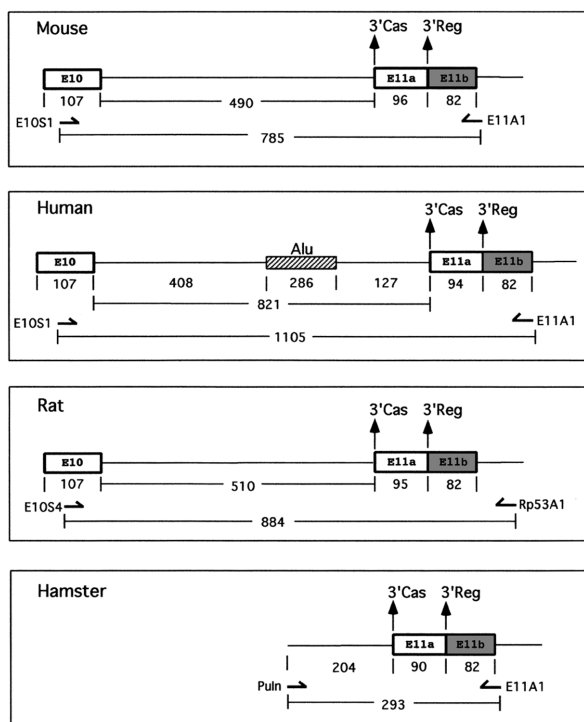 Mouse
3'Cas 3'Reg
E10 E11a E11b
107 490 96 82
E10S1 785 E11A1
Human
3'Cas 3'Reg
Alu
E10 E11a E11b
107 408 286 127 94 82
821
E10S1 E11A1
1105
Rat
3'Cas 3'Reg
E10 E11a E11b
107 510 95 82
E10S4 884 Rp53A1
Hamster
3'Cas 3'Reg
E11a E11b
204 90 82
Puln E11A1
293